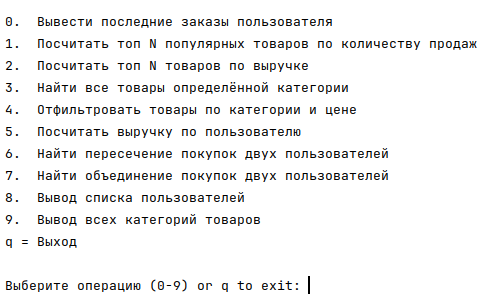 0.  Вывести последние заказы пользователя
1.  Посчитать топ N популярных товаров по количеству продаж
2.  Посчитать топ N товаров по выручке
3.  Найти все товары определённой категории
4.  Отфильтровать товары по категории и цене
5.  Посчитать выручку по пользователю
6.  Найти пересечение покупок двух пользователей
7.  Найти объединение покупок двух пользователей
8.  Вывод списка пользователей
9.  Вывод всех категорий товаров
q = Выход
Выберите операцию (0-9) or q to exit: